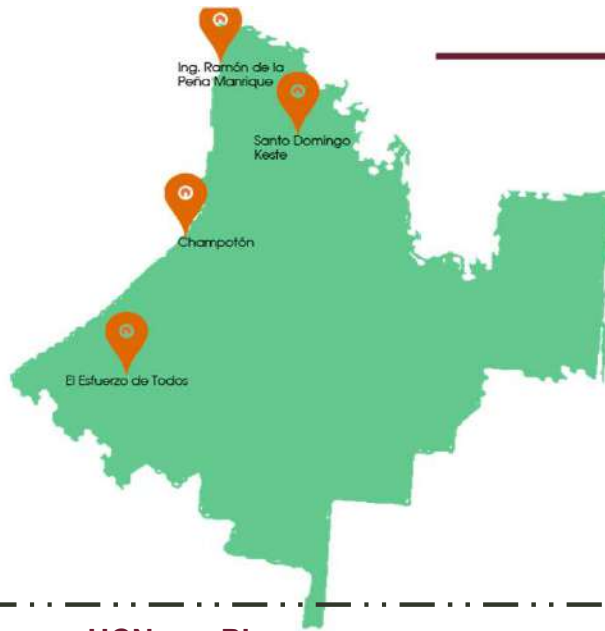 Ing. Ramón de la
Peña Manrique
Santo Domingo
Keste
Champotón
El Esfuerzo de Todos